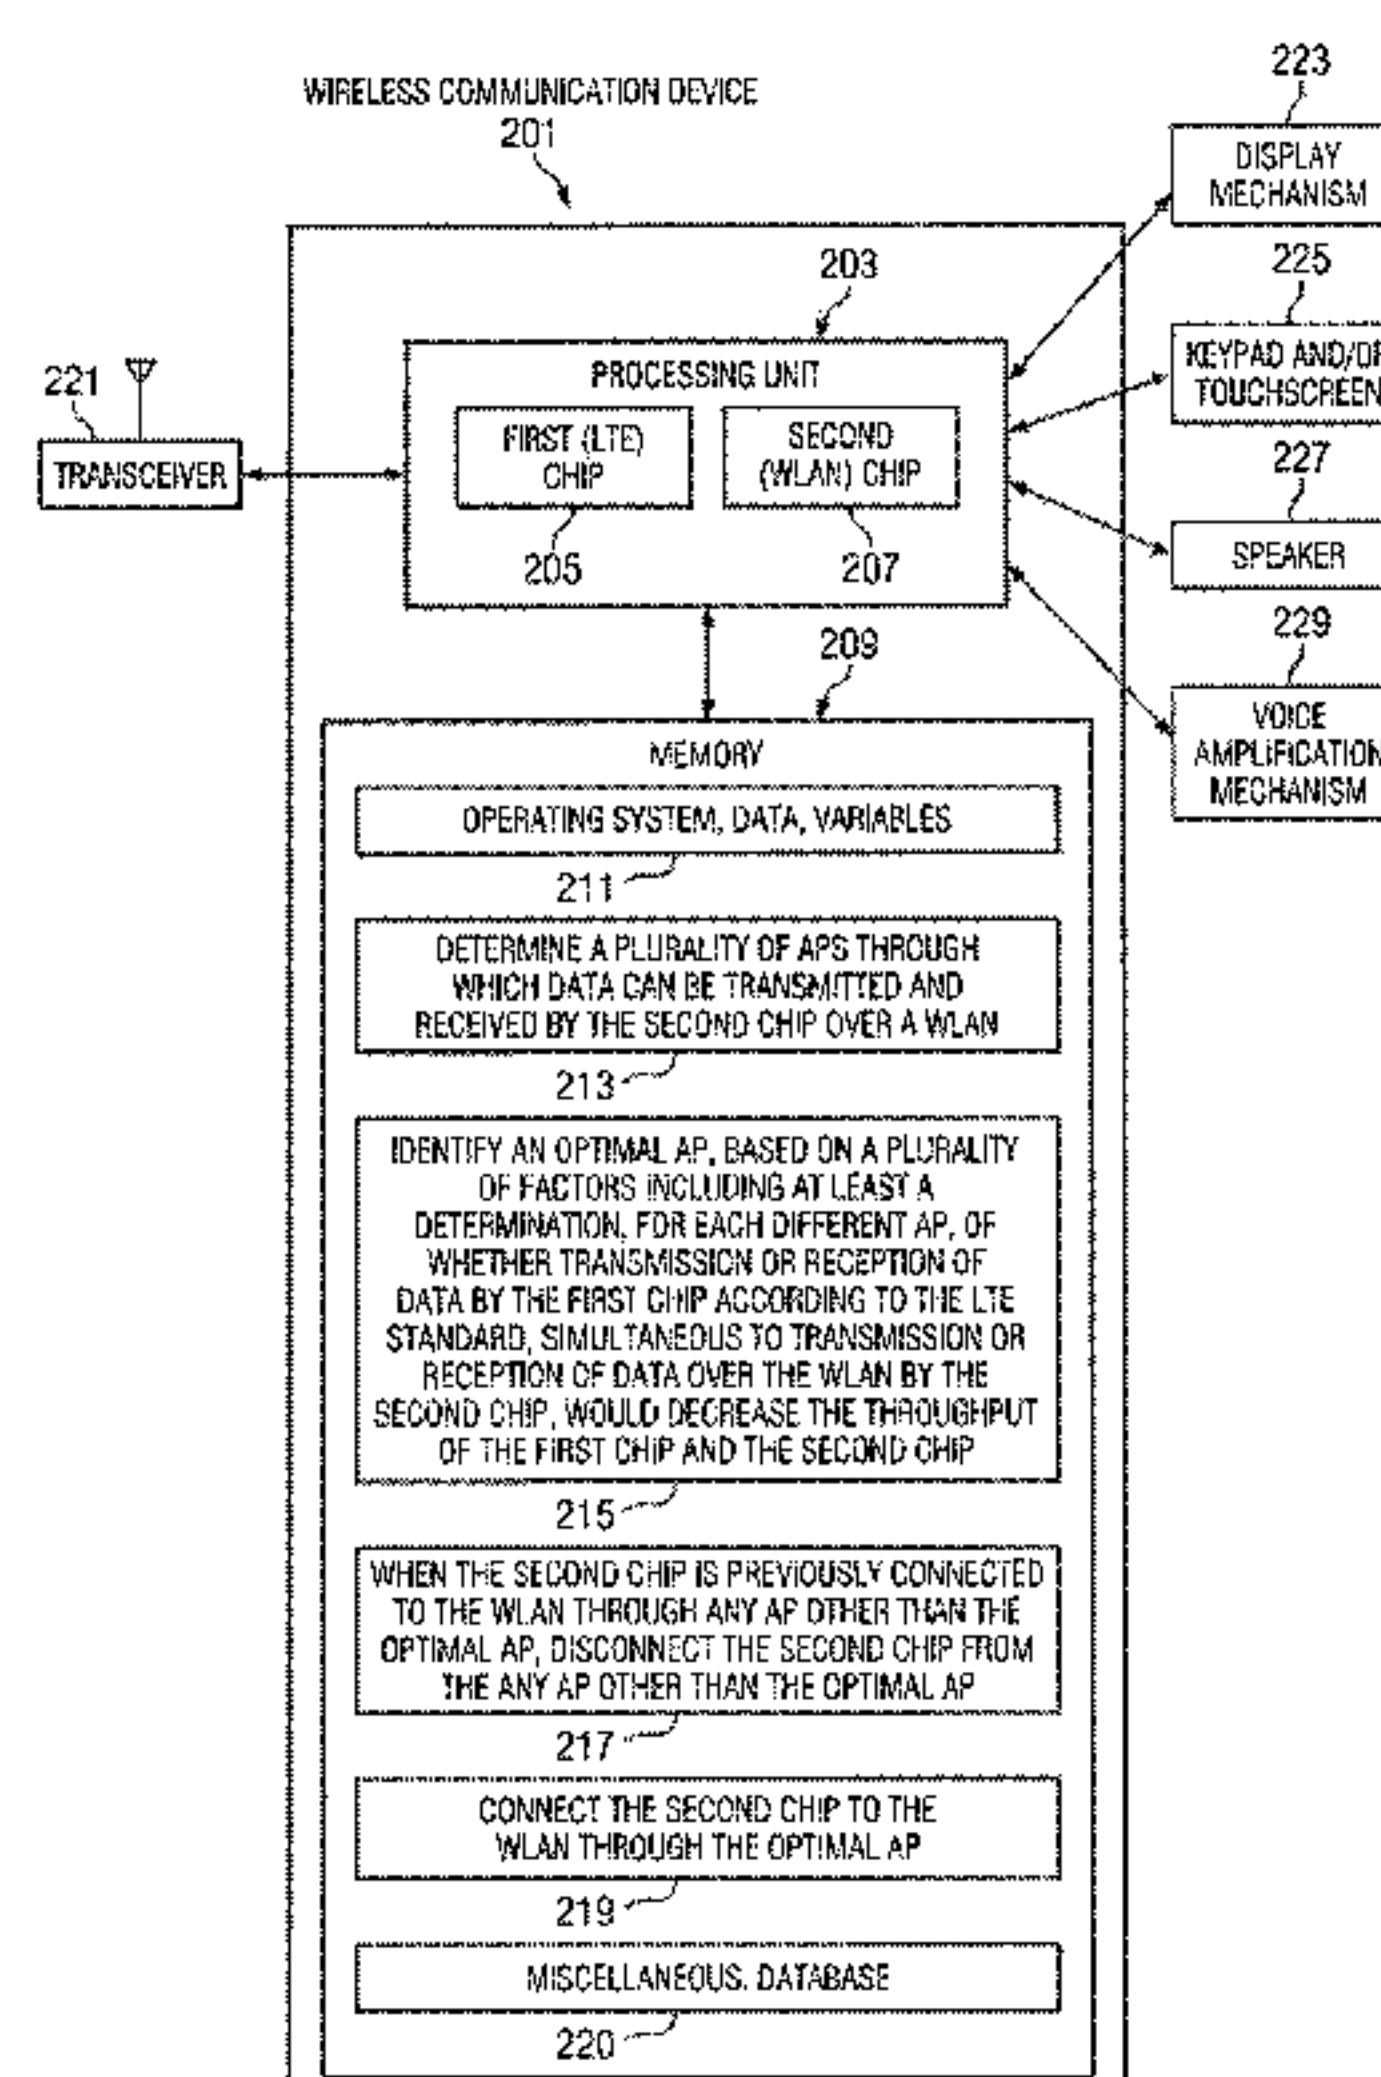 WIRELESS COMMUNICATION DEVICE
201
223
DISPLAY
MECHANISM
203
225
PROCESSING UNIT
KEYPAD AND/OR
TOUCHSCREEN
221
TRANSCEIVER
FIRST (LTE)
CHIP
SECOND
(WLAN) CHIP
205
207
227
SPEAKER
229
VOICE
AMPLIFICATION
MECHANISM
209
MEMORY
OPERATING SYSTEM, DATA, VARIABLES
211
DETERMINE A PLURALITY OF APS THROUGH
WHICH DATA CAN BE TRANSMITTED AND
RECEIVED BY THE SECOND CHIP OVER A WLAN
213
IDENTIFY AN OPTIMAL AP, BASED ON A PLURALITY
OF FACTORS INCLUDING AT LEAST A
DETERMINATION, FOR EACH DIFFERENT AP, OF
WHETHER TRANSMISSION OR RECEPTION OF
DATA BY THE FIRST CHIP ACCORDING TO THE LTE
STANDARD, SIMULTANEOUS TO TRANSMISSION OR
RECEPTION OF DATA OVER THE WLAN BY THE
SECOND CHIP, WOULD DECREASE THE THROUGHPUT
OF THE FIRST CHIP AND THE SECOND CHIP
215
WHEN THE SECOND CHIP IS PREVIOUSLY CONNECTED
TO THE WLAN THROUGH ANY AP OTHER THAN THE
OPTIMAL AP, DISCONNECT THE SECOND CHIP FROM
THE ANY AP OTHER THAN THE OPTIMAL AP
217
CONNECT THE SECOND CHIP TO THE
WLAN THROUGH THE OPTIMAL AP
219
MISCELLANEOUS. DATABASE
220